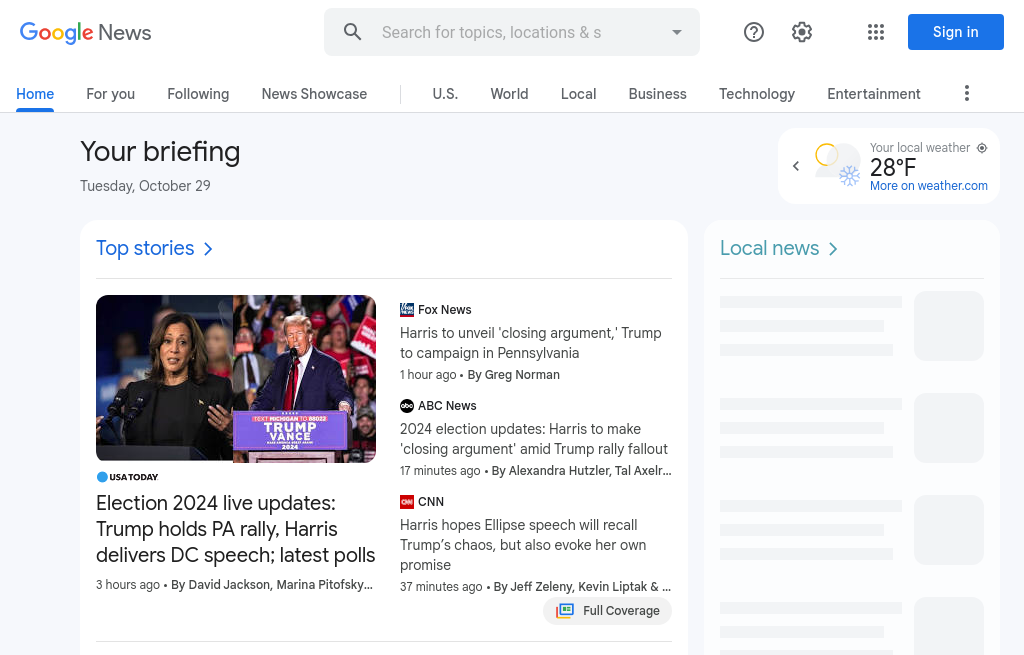 Google News
Search for topics, locations & s
Sign in
Home
For you
Following
News Showcase
U.S.
World
Local
Business
Technology
Entertainment
Your briefing
Tuesday, October 29
Your local weather
28°F
More on weather.com
Top stories
TEXT MICHIGAN TO 88022
TRUMP
VANCE
2024
USA TODAY
Election 2024 live updates:
Trump holds PA rally, Harris
delivers DC speech; latest polls
3 hours ago • By David Jackson, Marina Pitofsky...
Fox News
Harris to unveil 'closing argument,' Trump
to campaign in Pennsylvania
1 hour ago • By Greg Norman
abc ABC News
2024 election updates: Harris to make
'closing argument' amid Trump rally fallout
17 minutes ago • By Alexandra Hutzler, Tal Axelr...
CNN CNN
Harris hopes Ellipse speech will recall
Trump’s chaos, but also evoke her own
promise
37 minutes ago • By Jeff Zeleny, Kevin Liptak & ...
Full Coverage
Local news